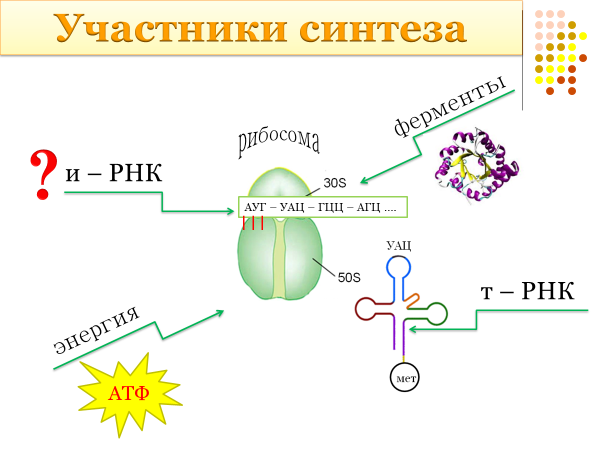 Участники синтеза
ферменты
рибосома
? и – РНК
30S
АУГ – УАЦ – ГЦЦ – АГЦ ....
УАЦ
50S
т – РНК
энергия
АТФ
мет